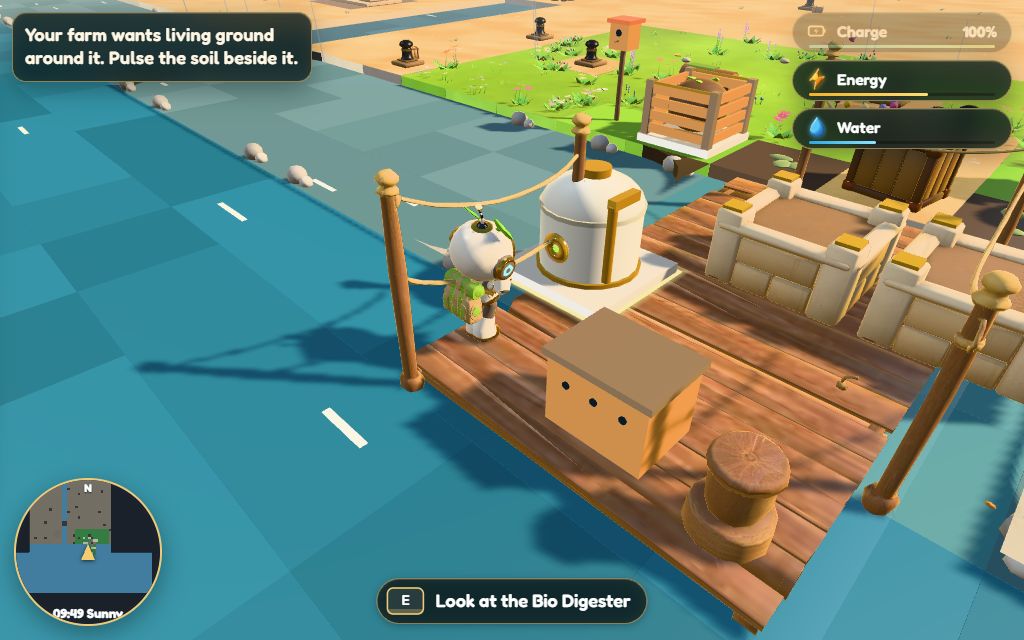 Your farm wants living ground
around it. Pulse the soil beside it.
Charge 100%
Energy
Water
N
09:49 Sunny
E Look at the Bio Digester